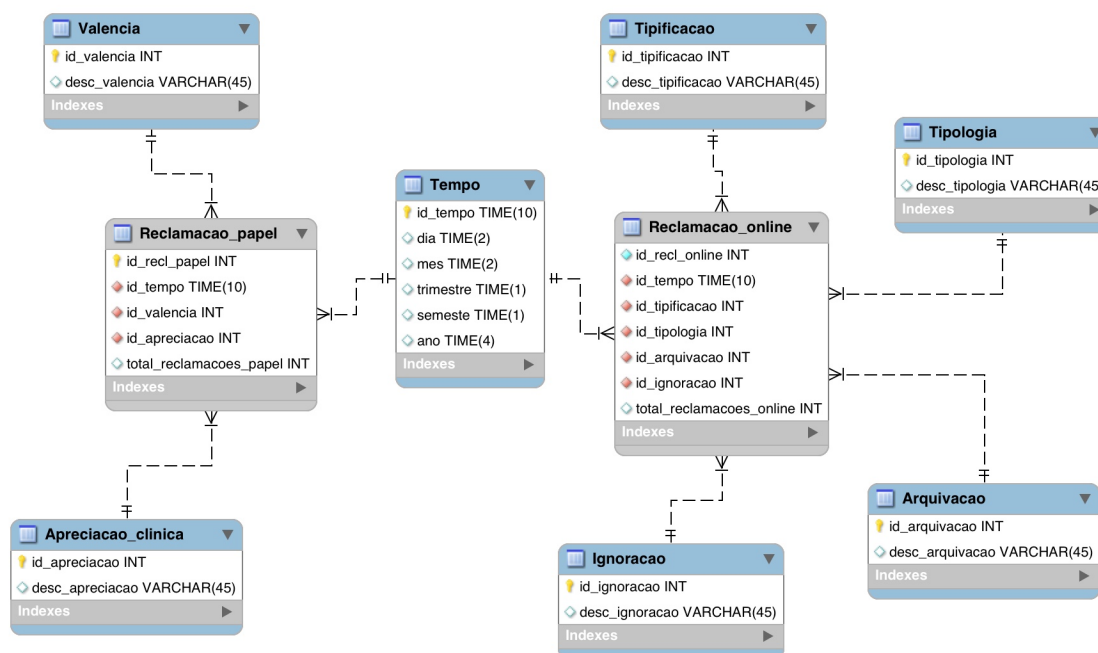 Valencia
id_valencia INT
desc_valencia VARCHAR(45)
Indexes
Tipificacao
id_tipificacao INT
desc_tipificacao VARCHAR(45)
Indexes
Tipologia
id_tipologia INT
desc_tipologia VARCHAR(45
Indexes
Tempo
id_tempo TIME(10)
dia TIME(2)
mes TIME(2)
trimestre TIME(1)
semeste TIME(1)
ano TIME(4)
Indexes
Reclamacao_papel
id_recl_papel INT
id_tempo TIME(10)
id_valencia INT
id_apreciacao INT
total_reclamacoes_papel INT
Indexes
Reclamacao_online
id_recl_online INT
id_tempo TIME(10)
id_tipificacao INT
id_tipologia INT
id_arquivacao INT
id_ignoracao INT
total_reclamacoes_online INT
Indexes
Arquivacao
id_arquivacao INT
desc_arquivacao VARCHAR(45)
Indexes
Apreciacao_clinica
id_apreciacao INT
desc_apreciacao VARCHAR(45)
Indexes
Ignoracao
id_ignoracao INT
desc_ignoracao VARCHAR(45)
Indexes